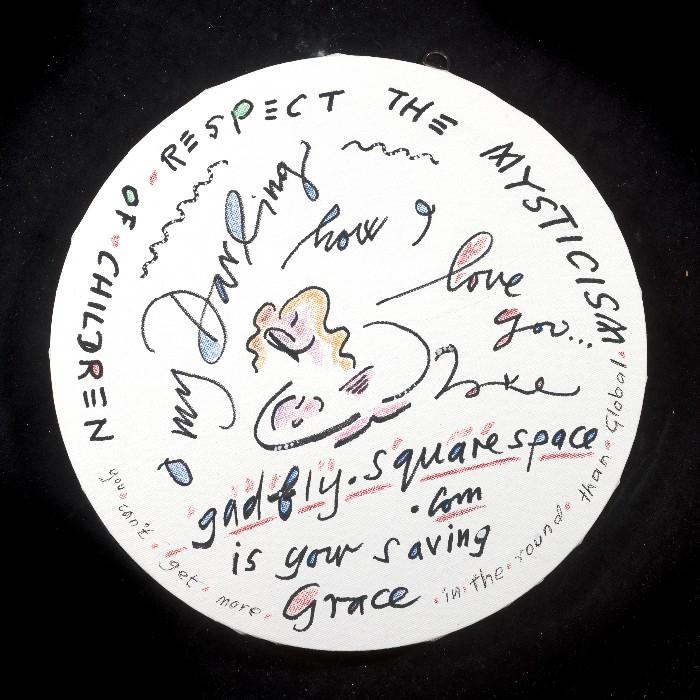 RESPECT THE MYSTICISM OF CHILDREN
O my Darling how I love you...
gadfly.squarespace
.com
is your saving
Grace
you can't get more in the round than Global